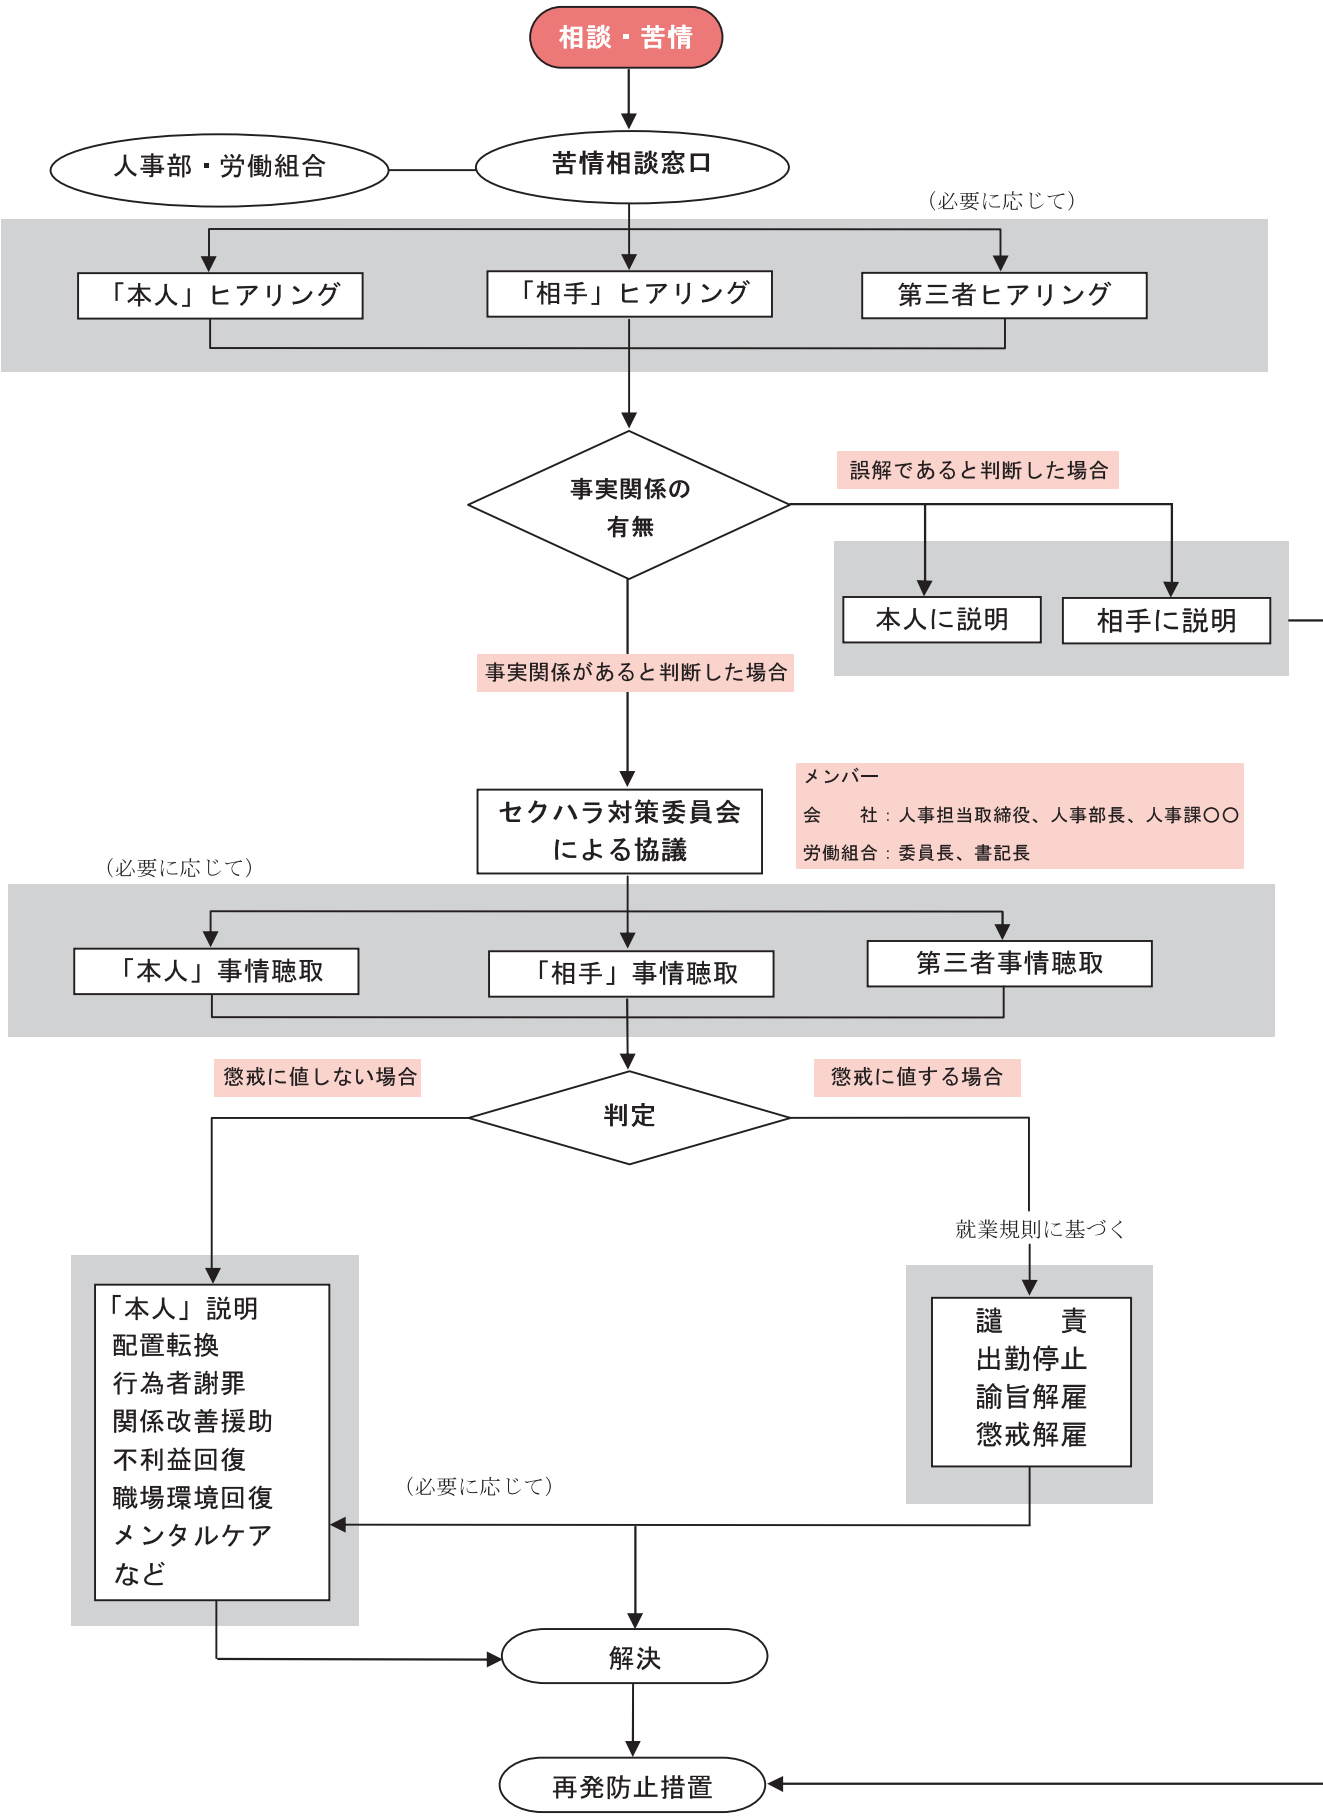 相談・苦情
人事部・労働組合
苦情相談窓口
（必要に応じて）
「本人」ヒアリング
「相手」ヒアリング
第三者ヒアリング
事実関係の
有無
誤解であると判断した場合
本人に説明
相手に説明
事実関係があると判断した場合
セクハラ対策委員会
による協議
メンバー
会　　社：人事担当取締役、人事部長、人事課〇〇
労働組合：委員長、書記長
（必要に応じて）
「本人」事情聴取
「相手」事情聴取
第三者事情聴取
懲戒に値しない場合
懲戒に値する場合
判定
就業規則に基づく
「本人」説明
配置転換
行為者謝罪
関係改善援助
不利益回復
職場環境回復
メンタルケア
など
譴　　責
出勤停止
諭旨解雇
懲戒解雇
（必要に応じて）
解決
再発防止措置